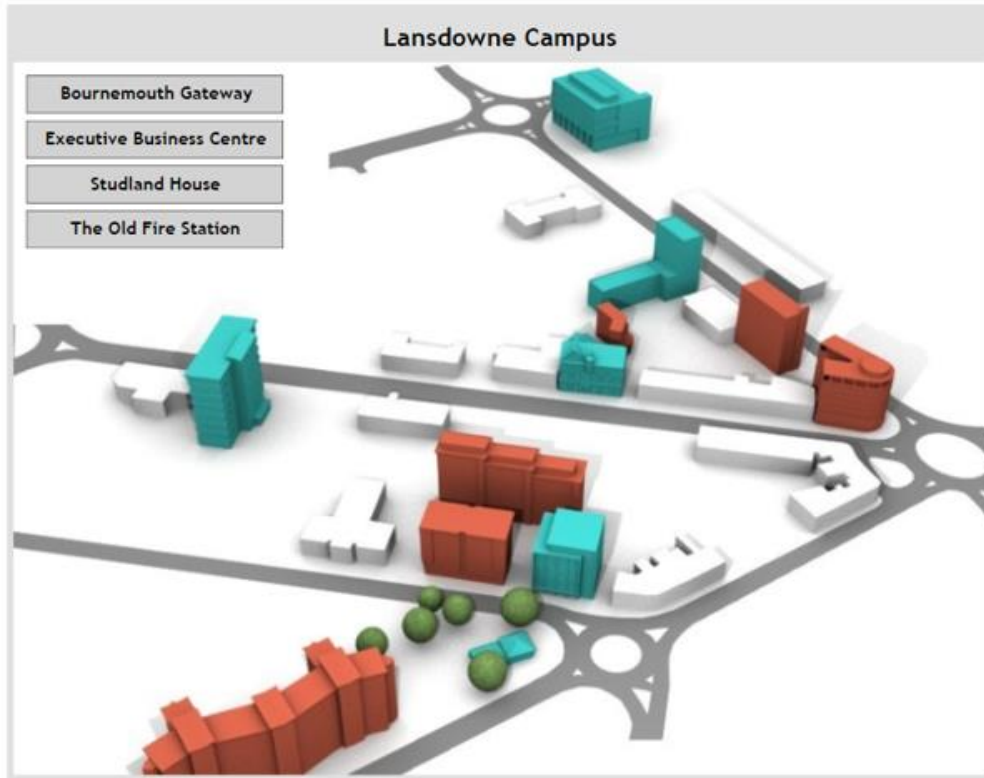 Lansdowne Campus
Bournemouth Gateway
Executive Business Centre
Studland House
The Old Fire Station